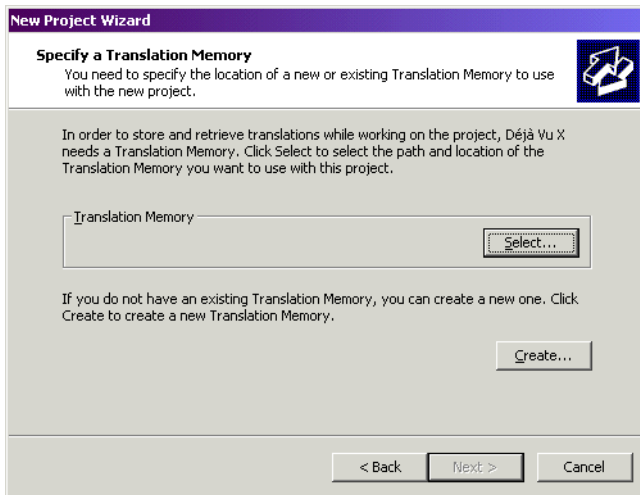 New Project Wizard
Specify a Translation Memory
You need to specify the location of a new or existing Translation Memory to use
with the new project.
In order to store and retrieve translations while working on the project, Déjà Vu X
needs a Translation Memory. Click Select to select the path and location of the
Translation Memory you want to use with this project.
Translation Memory
Select...
If you do not have an existing Translation Memory, you can create a new one. Click
Create to create a new Translation Memory.
Create...
< Back Next > Cancel